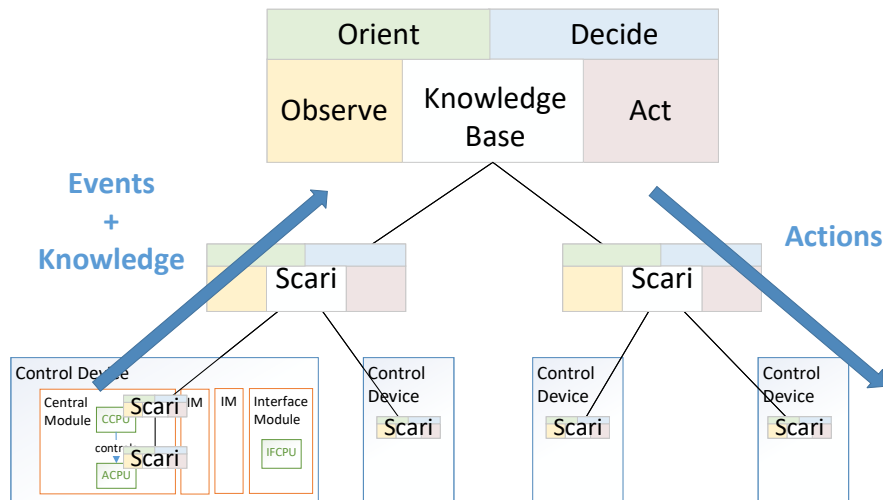 Orient
Decide
Observe
Knowledge
Base
Act
Events
+
Knowledge
Actions
Scari
Scari
Control Device
Central
Module
CCPU
control
ACPU
Scari
Scari
IM
IM
Interface
Module
IFCPU
Control
Device
Scari
Control
Device
Scari
Control
Device
Scari